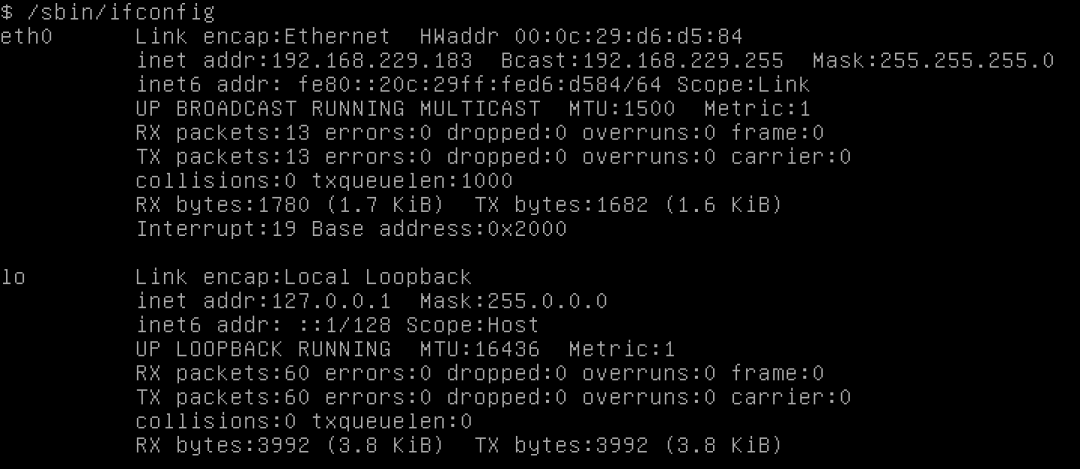 $ /sbin/ifconfig
eth0      Link encap:Ethernet  HWaddr 00:0c:29:d6:d5:84
          inet addr:192.168.229.183  Bcast:192.168.229.255  Mask:255.255.255.0
          inet6 addr: fe80::20c:29ff:fed6:d584/64 Scope:Link
          UP BROADCAST RUNNING MULTICAST  MTU:1500  Metric:1
          RX packets:13 errors:0 dropped:0 overruns:0 frame:0
          TX packets:13 errors:0 dropped:0 overruns:0 carrier:0
          collisions:0 txqueuelen:1000
          RX bytes:1780 (1.7 KiB)  TX bytes:1682 (1.6 KiB)
          Interrupt:19 Base address:0x2000

lo        Link encap:Local Loopback
          inet addr:127.0.0.1  Mask:255.0.0.0
          inet6 addr: ::1/128 Scope:Host
          UP LOOPBACK RUNNING  MTU:16436  Metric:1
          RX packets:60 errors:0 dropped:0 overruns:0 frame:0
          TX packets:60 errors:0 dropped:0 overruns:0 carrier:0
          collisions:0 txqueuelen:0
          RX bytes:3992 (3.8 KiB)  TX bytes:3992 (3.8 KiB)